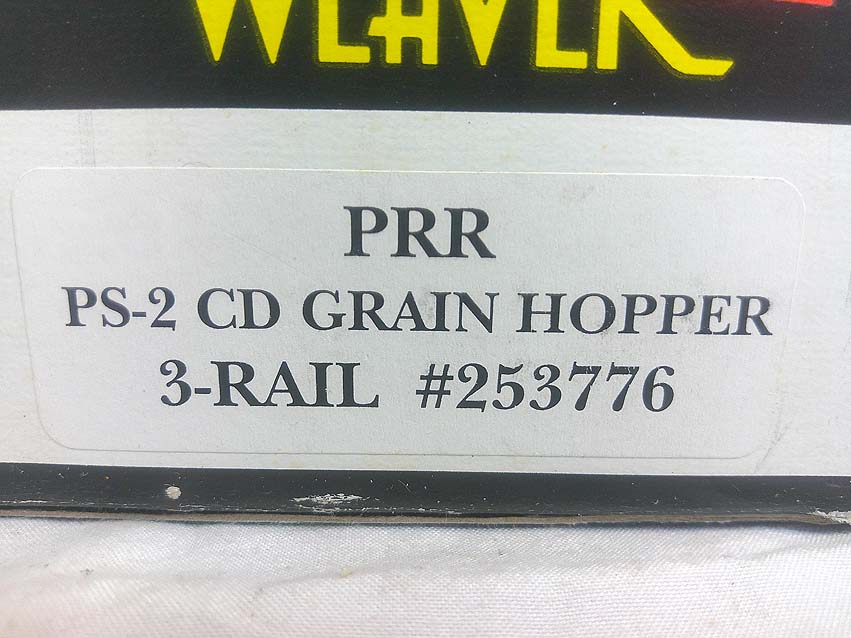 WEAVER
PRR
PS-2 CD GRAIN HOPPER
3-RAIL #253776